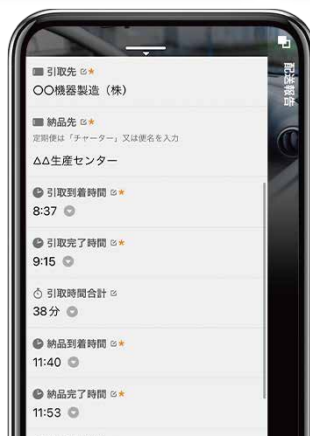 配送報告
引取先
〇〇機器製造（株）
納品先
定期便は「チャーター」又は便名を入力
△△生産センター
引取到着時間
8:37
引取完了時間
9:15
引取時間合計
38分
納品到着時間
11:40
納品完了時間
11:53